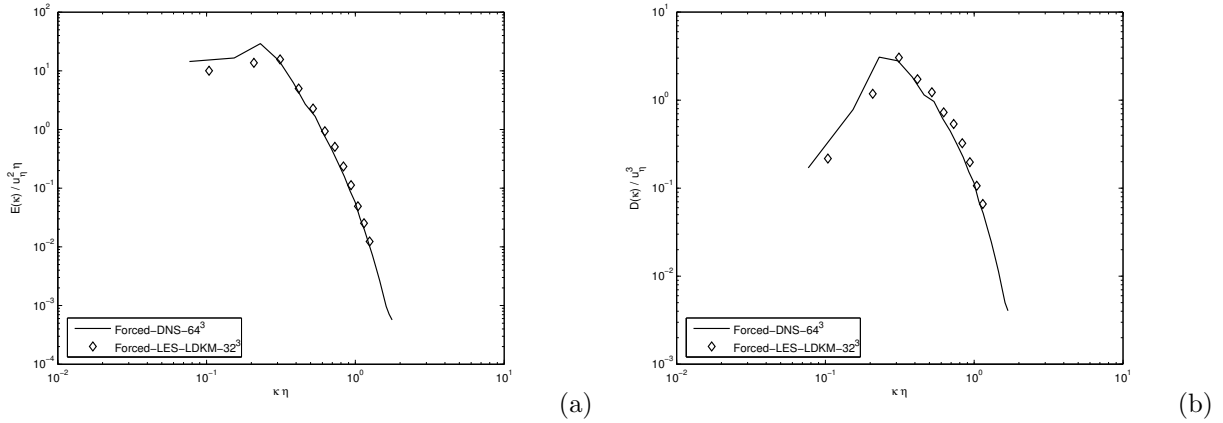 10^2
10^1
10^0
10^−1
10^−2
10^−3
10^−4
E(κ) / u_η^2 η
Forced−DNS−64^3
Forced−LES−LDKM−32^3
10^−2
10^−1
10^0
10^1
κ η
(a)
10^1
10^0
10^−1
10^−2
10^−3
D(κ) / u_η^3
Forced−DNS−64^3
Forced−LES−LDKM−32^3
10^−2
10^−1
10^0
10^1
κ η
(b)